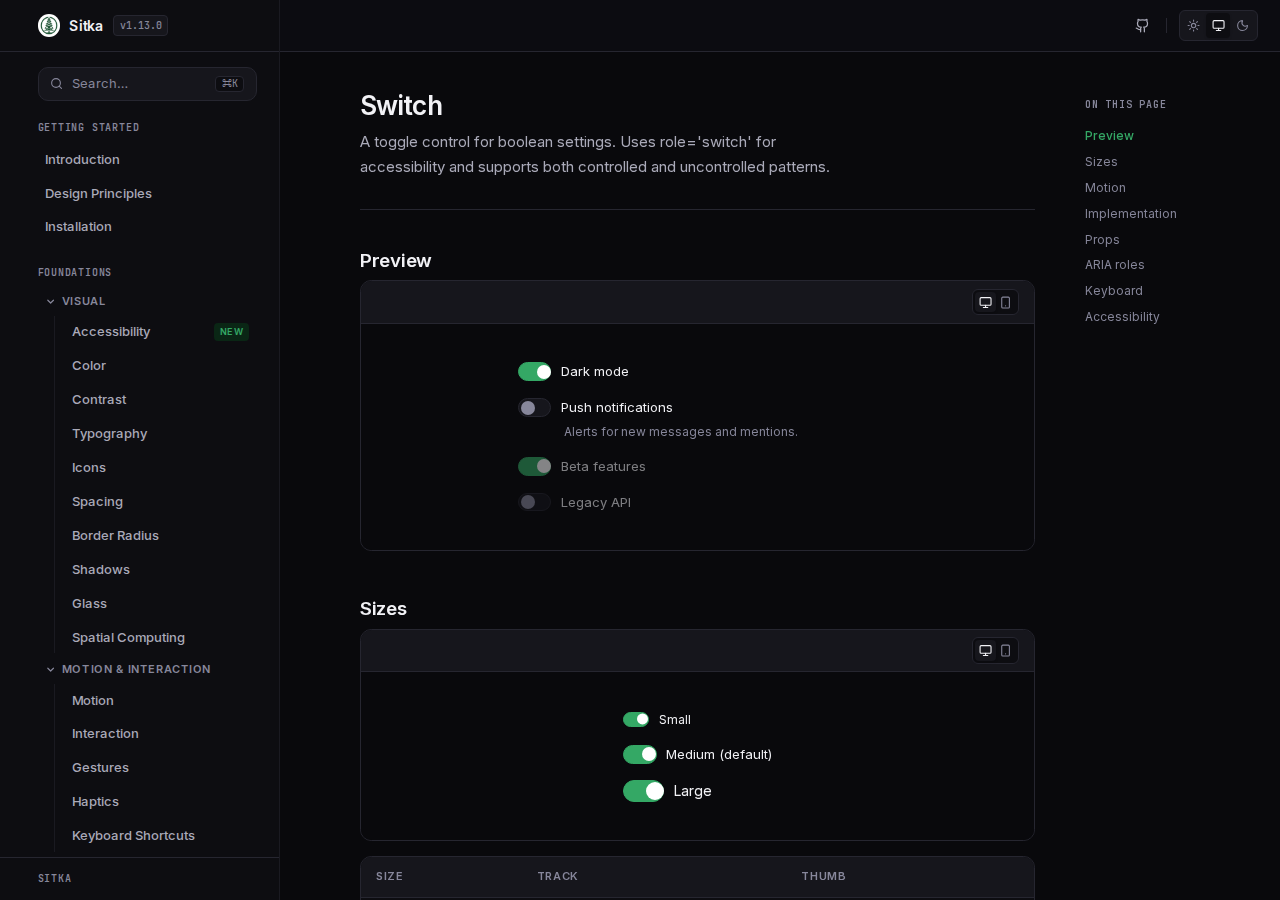 Sitka
v1.13.0
Search...
⌘K
GETTING STARTED
Introduction
Design Principles
Installation
FOUNDATIONS
VISUAL
Accessibility
NEW
Color
Contrast
Typography
Icons
Spacing
Border Radius
Shadows
Glass
Spatial Computing
MOTION & INTERACTION
Motion
Interaction
Gestures
Haptics
Keyboard Shortcuts
SITKA
Switch
A toggle control for boolean settings. Uses role='switch' for
accessibility and supports both controlled and uncontrolled patterns.
Preview
Dark mode
Push notifications
Alerts for new messages and mentions.
Beta features
Legacy API
Sizes
Small
Medium (default)
Large
SIZE TRACK THUMB
ON THIS PAGE
Preview
Sizes
Motion
Implementation
Props
ARIA roles
Keyboard
Accessibility